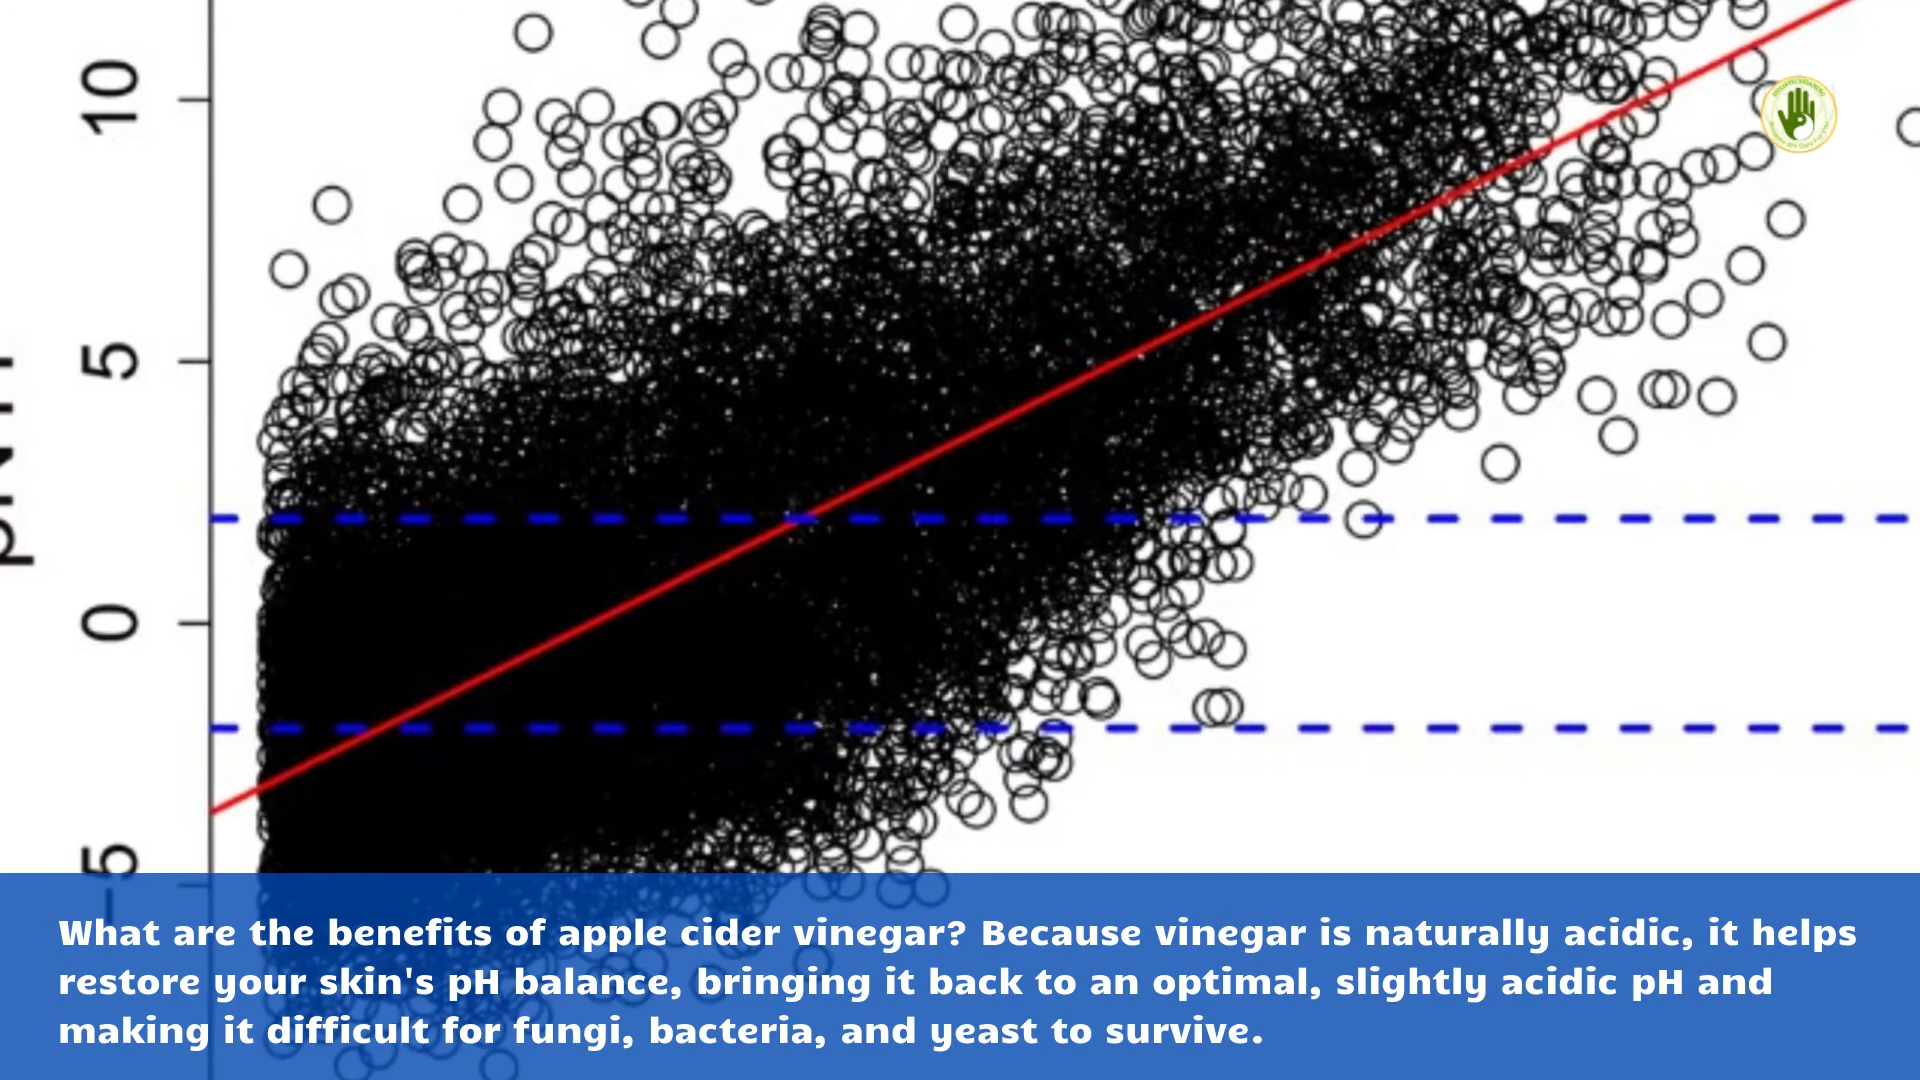 10
5
0
-5
What are the benefits of apple cider vinegar? Because vinegar is naturally acidic, it helps
restore your skin's pH balance, bringing it back to an optimal, slightly acidic pH and
making it difficult for fungi, bacteria, and yeast to survive.